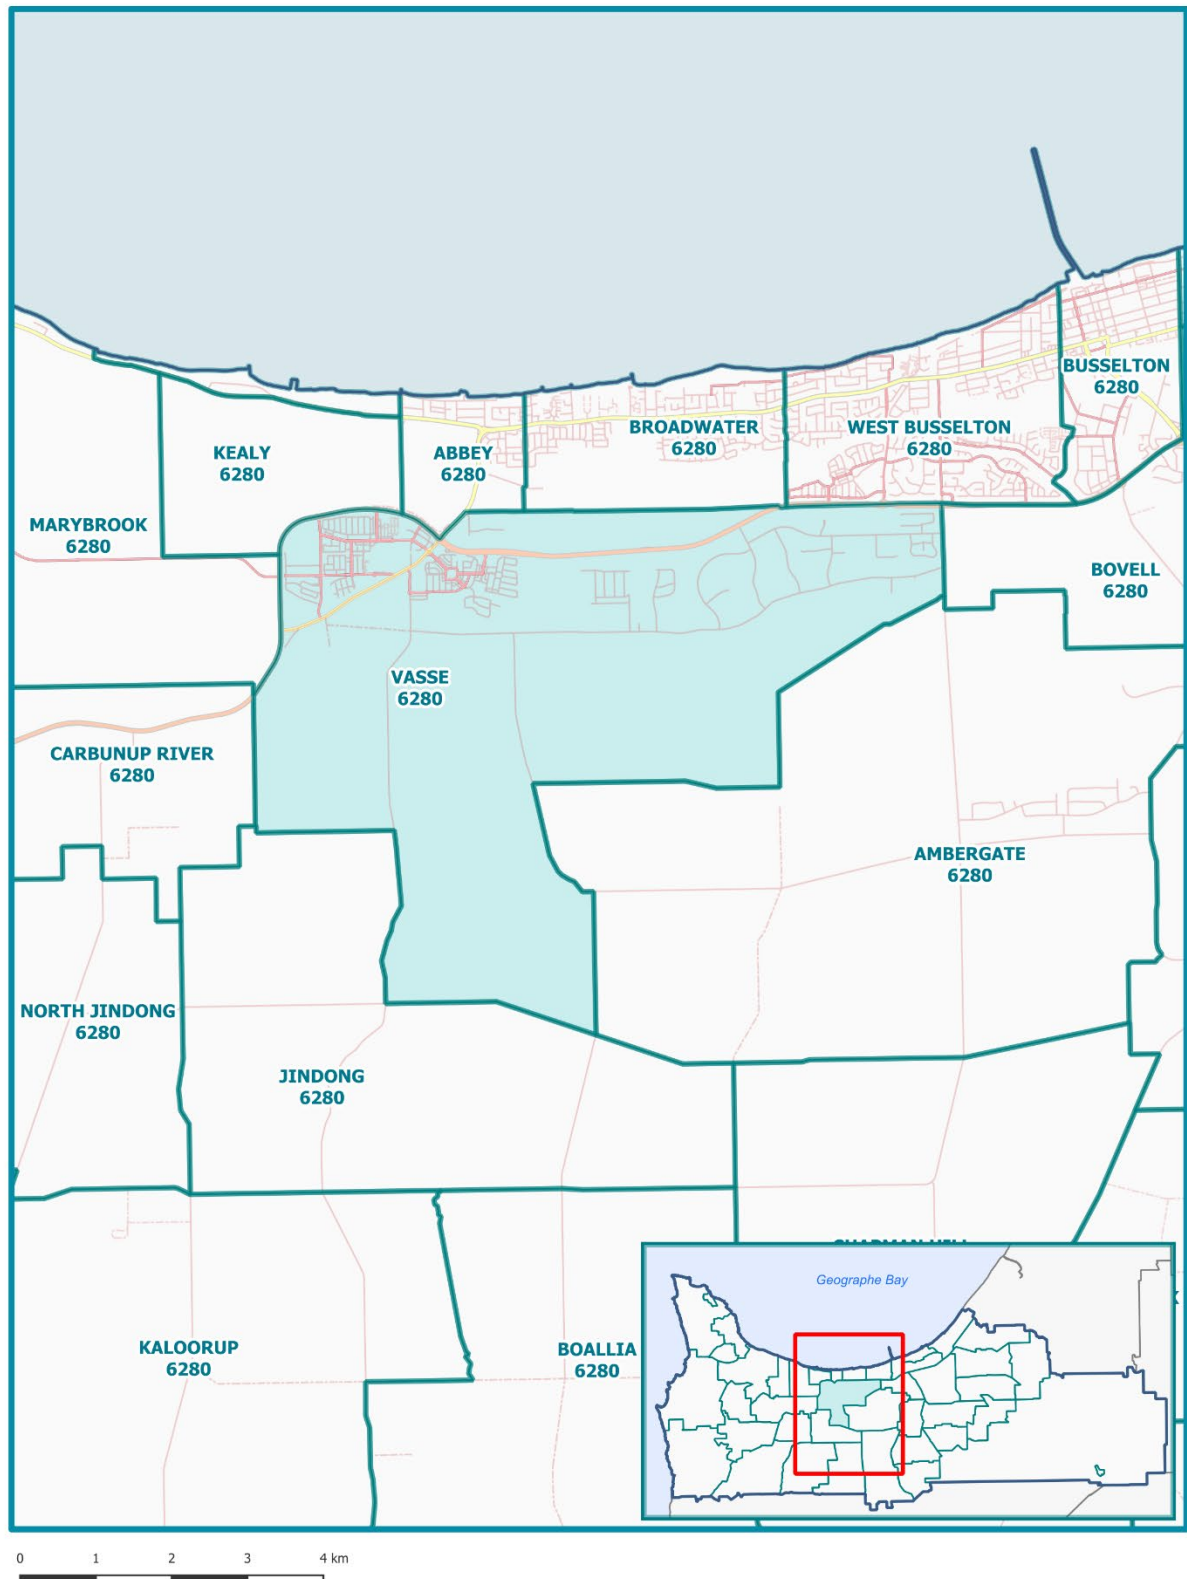 BUSSELTON
6280
BROADWATER
6280
WEST BUSSELTON
6280
KEALY
6280
ABBEY
6280
MARYBROOK
6280
BOVELL
6280
VASSE
6280
CARBUNUP RIVER
6280
AMBERGATE
6280
NORTH JINDONG
6280
JINDONG
6280
Geographe Bay
KALOORUP
6280
BOALLIA
6280
0 1 2 3 4 km